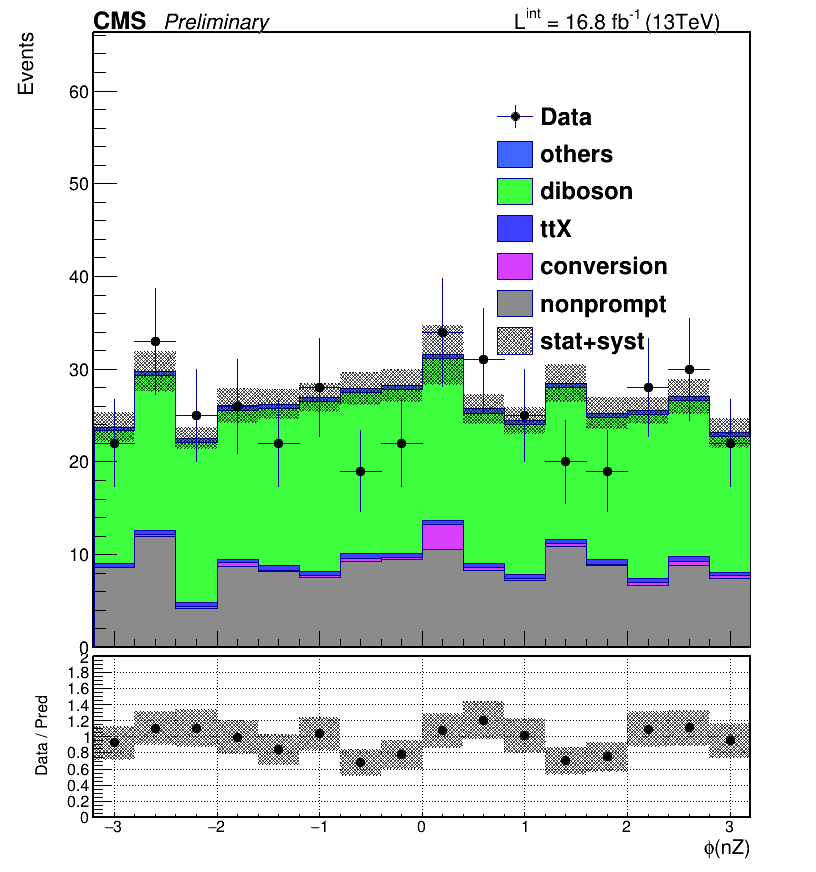 CMS Preliminary L^int = 16.8 fb^-1 (13TeV)
Events
60
50
40
30
20
10
0
Data
others
diboson
ttX
conversion
nonprompt
stat+syst
Data / Pred
2
1.8
1.6
1.4
1.2
1
0.8
0.6
0.4
0.2
0
−3 −2 −1 0 1 2 3
ϕ(nZ)